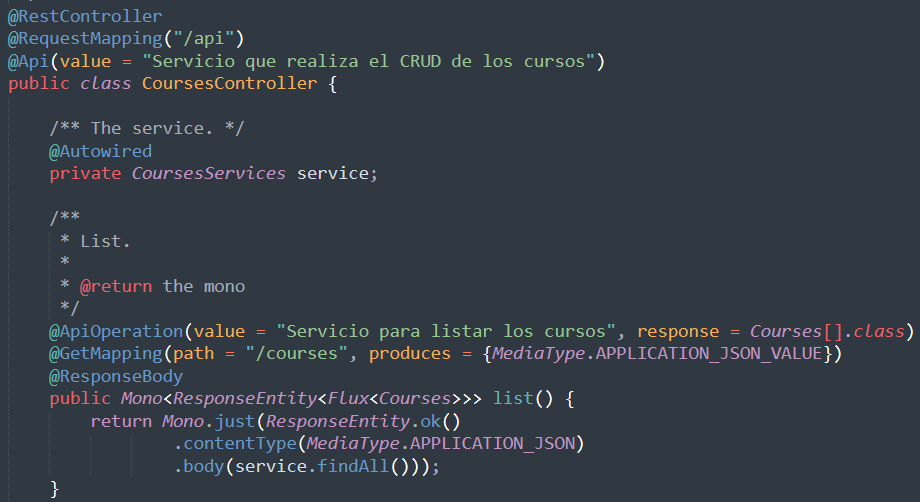 @RestController
@RequestMapping("/api")
@Api(value = "Servicio que realiza el CRUD de los cursos")
public class CoursesController {
/** The service. */
@Autowired
private CoursesServices service;
/**
* List.
*
* @return the mono
*/
@ApiOperation(value = "Servicio para listar los cursos", response = Courses[].class)
@GetMapping(path = "/courses", produces = {MediaType.APPLICATION_JSON_VALUE})
@ResponseBody
public Mono<ResponseEntity<Flux<Courses>>> list() {
return Mono.just(ResponseEntity.ok()
.contentType(MediaType.APPLICATION_JSON)
.body(service.findAll()));
}